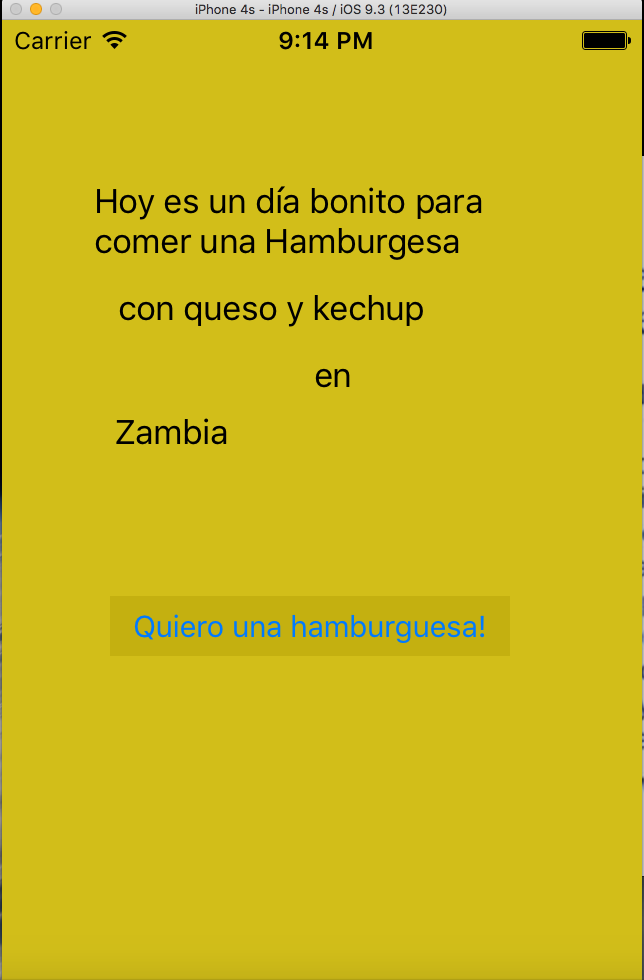 iPhone 4s - iPhone 4s / iOS 9.3 (13E230)
Carrier 9:14 PM
Hoy es un día bonito para
comer una Hamburgesa
con queso y kechup
en
Zambia
Quiero una hamburguesa!